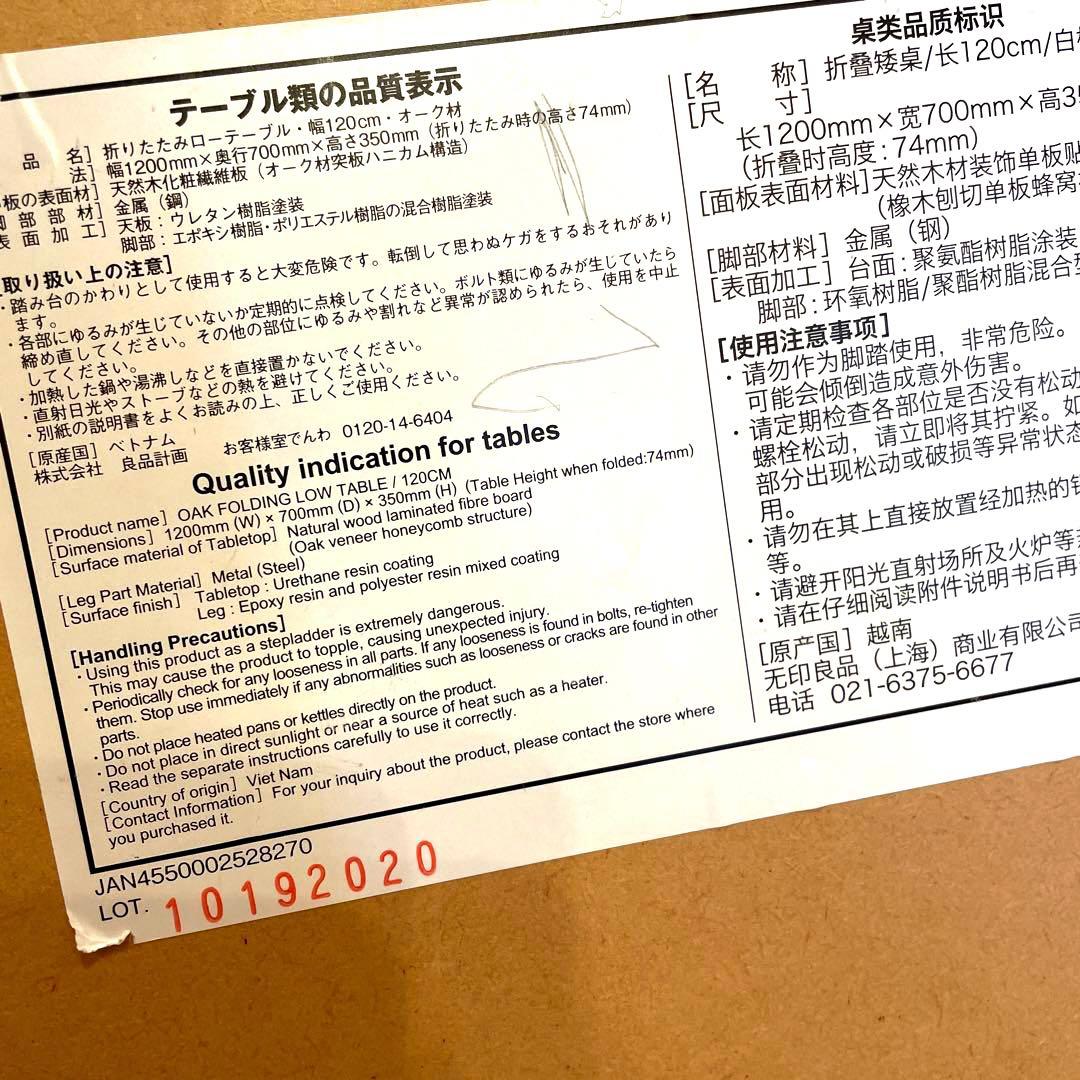 テーブル類の品質表示
品 名］ 折りたたみローテーブル・幅120cm・オーク材
法］ 幅1200mm×奥行700mm×高さ350mm（折りたたみ時の高さ74mm）
板の表面材］ 天然木化粧繊維板（オーク材突板ハニカム構造）
脚部部材］ 金属（鋼）
表面加工］ 天板：ウレタン樹脂塗装
脚部：エポキシ樹脂・ポリエステル樹脂の混合樹脂塗装
［取り扱い上の注意］
・踏み台のかわりとして使用すると大変危険です。転倒して思わぬケガをするおそれがあり
ます。
・各部にゆるみが生じていないか定期的に点検してください。ボルト類にゆるみが生じていたら
締め直してください。その他の部位にゆるみや割れなど異常が認められたら、使用を中止
してください。
・加熱した鍋や湯沸しなどを直接置かないでください。
・直射日光やストーブなどの熱を避けてください。
・別紙の説明書をよくお読みの上、正しくご使用ください。
［原産国］ベトナム
株式会社 良品計画 お客様室でんわ 0120-14-6404
Quality indication for tables
［Product name］ OAK FOLDING LOW TABLE / 120CM
［Dimensions］ 1200mm (W) × 700mm (D) × 350mm (H) (Table Height when folded:74mm)
［Surface material of Tabletop］ Natural wood laminated fibre board
(Oak veneer honeycomb structure)
［Leg Part Material］ Metal (Steel)
［Surface finish］ Tabletop : Urethane resin coating
Leg : Epoxy resin and polyester resin mixed coating
［Handling Precautions］
・Using this product as a stepladder is extremely dangerous.
This may cause the product to topple, causing unexpected injury.
・Periodically check for any looseness in all parts. If any looseness is found in bolts, re-tighten
them. Stop use immediately if any abnormalities such as looseness or cracks are found in other
parts.
・Do not place heated pans or kettles directly on the product.
・Do not place in direct sunlight or near a source of heat such as a heater.
・Read the separate instructions carefully to use it correctly.
［Country of origin］ Viet Nam
［Contact Information］ For your inquiry about the product, please contact the store where
you purchased it.
JAN4550002528270
LOT. 10192020
桌类品质标识
［名 称］ 折叠矮桌/长120cm/白
［尺 寸］
长1200mm×宽700mm×高35
（折叠时高度：74mm）
［面板表面材料］天然木材装饰单板贴
（橡木刨切单板蜂窝
［脚部材料］ 金属（钢）
［表面加工］ 台面：聚氨酯树脂涂装
脚部：环氧树脂/聚酯树脂混合型
［使用注意事项］
・请勿作为脚踏使用，非常危险。
可能会倾倒造成意外伤害。
・请定期检查各部位是否没有松动
螺栓松动，请立即将其拧紧。如
部分出现松动或破损等异常状态
用。
・请勿在其上直接放置经加热的
等。
・请避开阳光直射场所及火炉等
・请在仔细阅读附件说明书后再
［原产国］越南
无印良品（上海）商业有限公司
电话 021-6375-6677